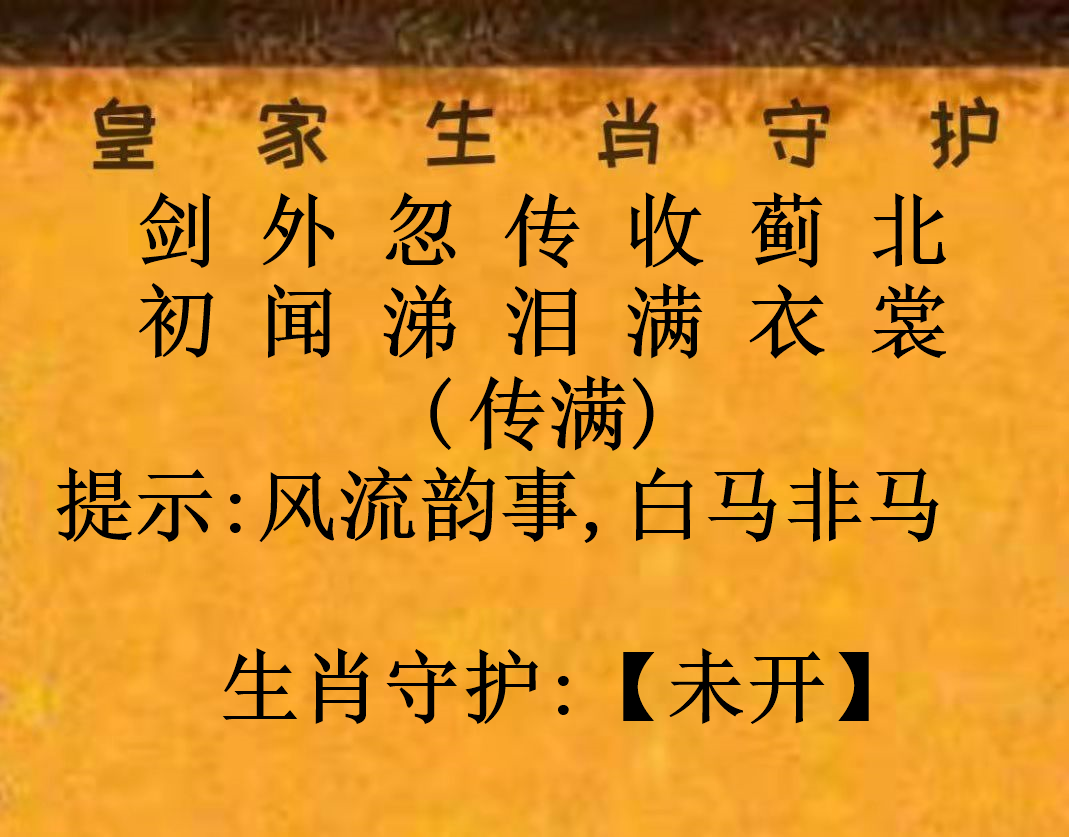 皇家生肖守护
剑外忽传收蓟北
初闻涕泪满衣裳
(传满)
提示:风流韵事,白马非马
生肖守护:【未开】